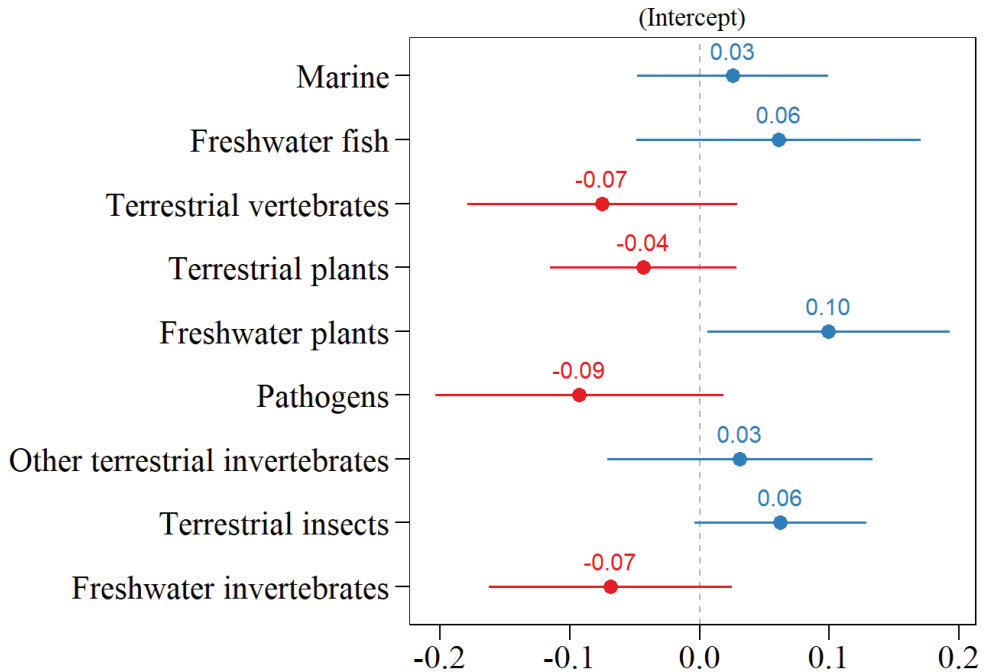 (Intercept)
Marine
0.03
Freshwater fish
0.06
Terrestrial vertebrates
-0.07
Terrestrial plants
-0.04
Freshwater plants
0.10
Pathogens
-0.09
Other terrestrial invertebrates
0.03
Terrestrial insects
0.06
Freshwater invertebrates
-0.07
-0.2 -0.1 0.0 0.1 0.2